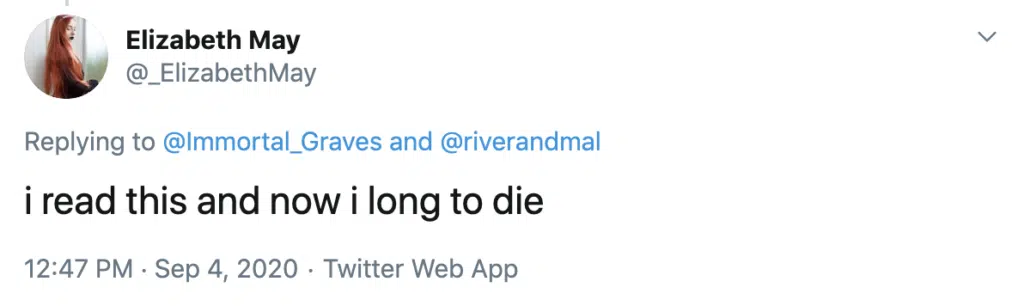 Elizabeth May
@_ElizabethMay
Replying to @Immortal_Graves and @riverandmal
i read this and now i long to die
12:47 PM · Sep 4, 2020 · Twitter Web App